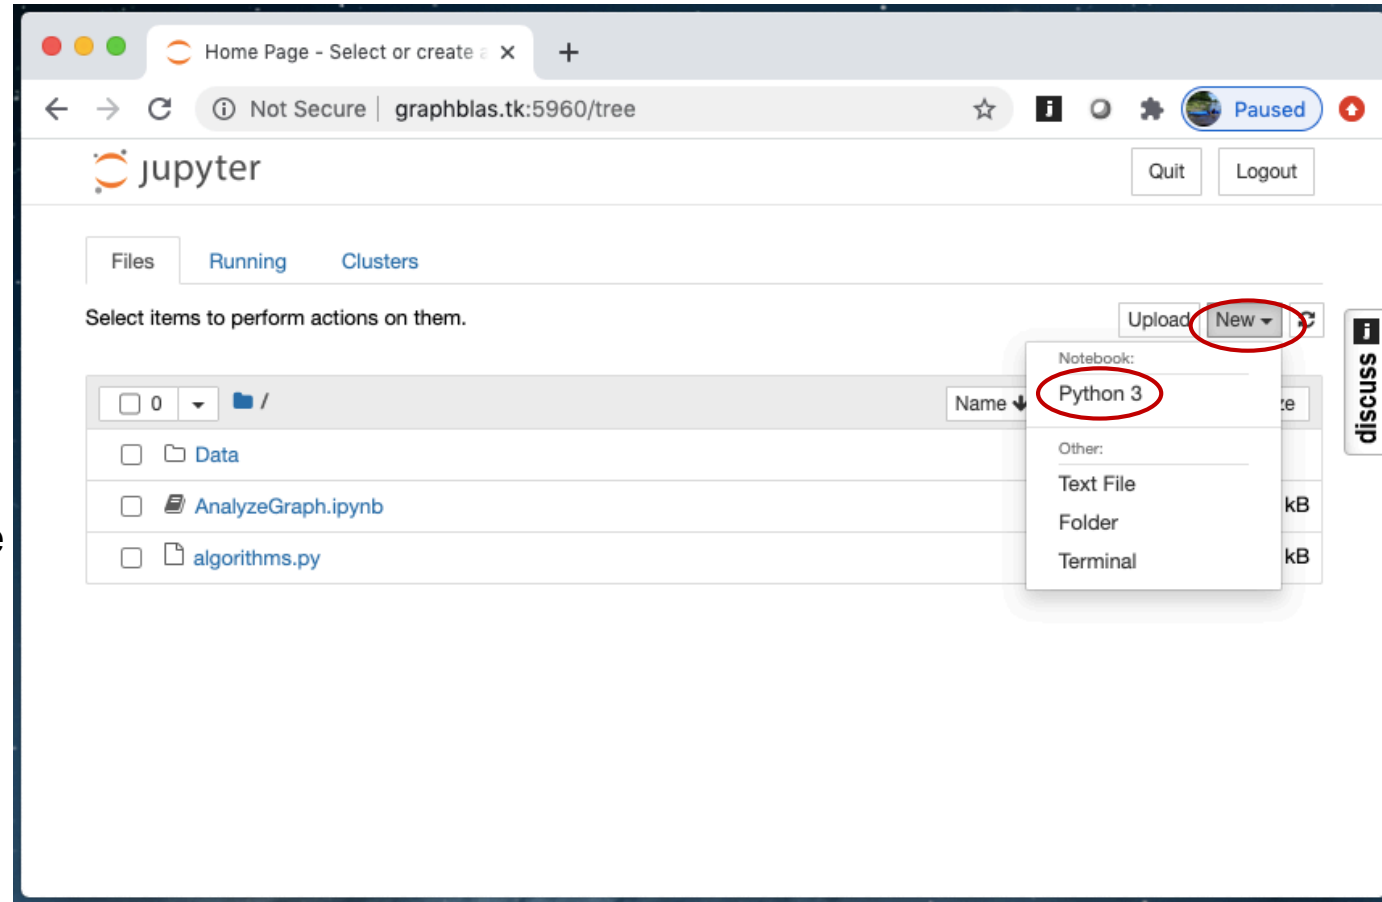 Home Page - Select or create a
Not Secure | graphblas.tk:5960/tree
Paused
jupyter
Quit
Logout
Files
Running
Clusters
Select items to perform actions on them.
Upload
New
Notebook:
Python 3
Other:
Text File
Folder
Terminal
0
/
Name
ze
Data
AnalyzeGraph.ipynb
kB
algorithms.py
kB
j discuss
e